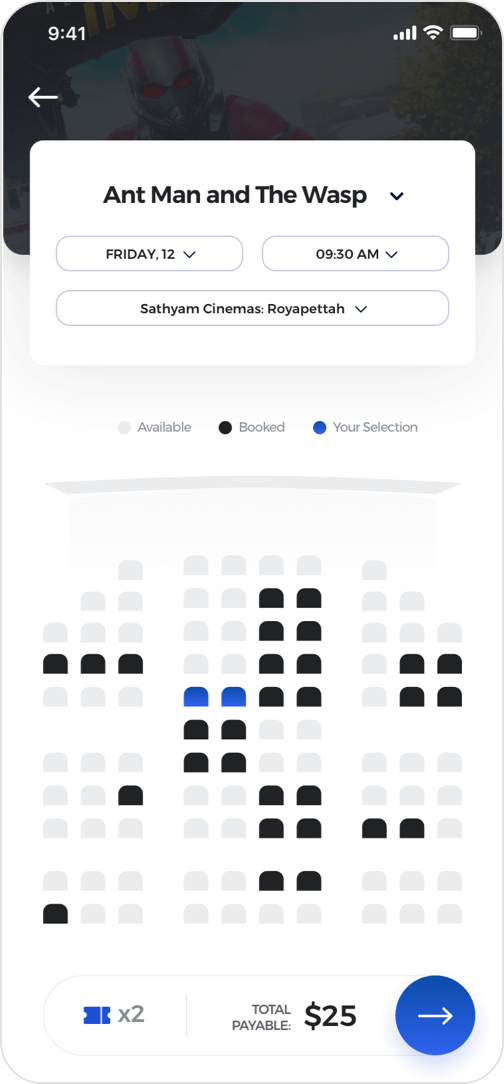 9:41
Ant Man and The Wasp
FRIDAY, 12
09:30 AM
Sathyam Cinemas: Royapettah
Available
Booked
Your Selection
x2
TOTAL
PAYABLE:
$25